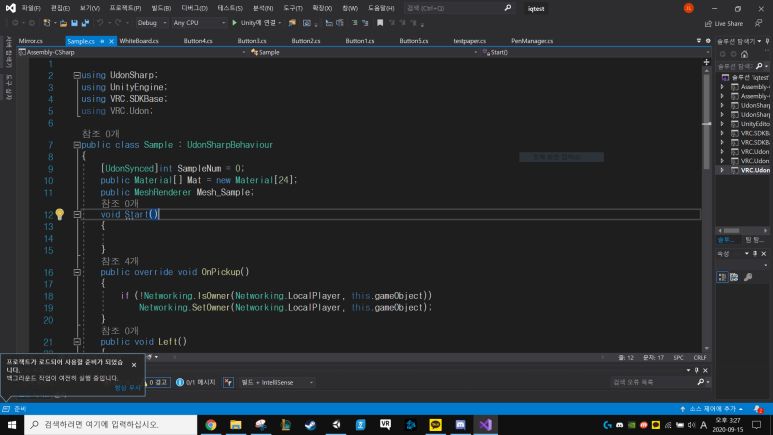 파일(F) 편집(E) 보기(V) 프로젝트(P) 빌드(B) 디버그(D) 테스트(S) 분석(N) 도구(T) 확장(X) 창(W) 도움말(H) 검색 (Ctrl+Q) iqtest
Debug Any CPU Unity에 연결 Live Share
Mirror.cs Sample.cs WhiteBoard.cs Button4.cs Button3.cs Button2.cs Button1.cs Button5.cs testpaper.cs PenManager.cs
Assembly-CSharp Sample Start()
1
2 using UdonSharp;
3 using UnityEngine;
4 using VRC.SDKBase;
5 using VRC.Udon;
6
참조 0개
7 public class Sample : UdonSharpBehaviour
8 {
9 [UdonSynced]int SampleNum = 0;
10 public Material[] Mat = new Material[24];
11 public MeshRenderer Mesh_Sample;
참조 0개
12 void Start()
13 {
14
15 }
참조 4개
16 public override void OnPickup()
17 {
18 if (!Networking.IsOwner(Networking.LocalPlayer, this.gameObject))
19 Networking.SetOwner(Networking.LocalPlayer, this.gameObject);
20 }
참조 0개
21 public void Left()
솔루션 탐색기
솔루션 탐색기
솔루션 'iqtest'
Assembly-C
Assembly-C
UdonShar
UdonShar
UnityEdito
VRC.SDKB
VRC.SDKB
VRC.Udon
VRC.Udon
VRC.Udon
솔루... 팀 탐...
속성
줄: 12 문자: 17 SPC CRLF
프로젝트가 로드되어 사용할 준비가 되었습니다.
백그라운드 작업이 여전히 실행 중입니다.
항상 무시
0 경고 0/1 메시지 빌드 + IntelliSense 검색 오류 목록
준비 소스 제어에 추가
검색하려면 여기에 입력하십시오.
오후 3:27
2020-09-15